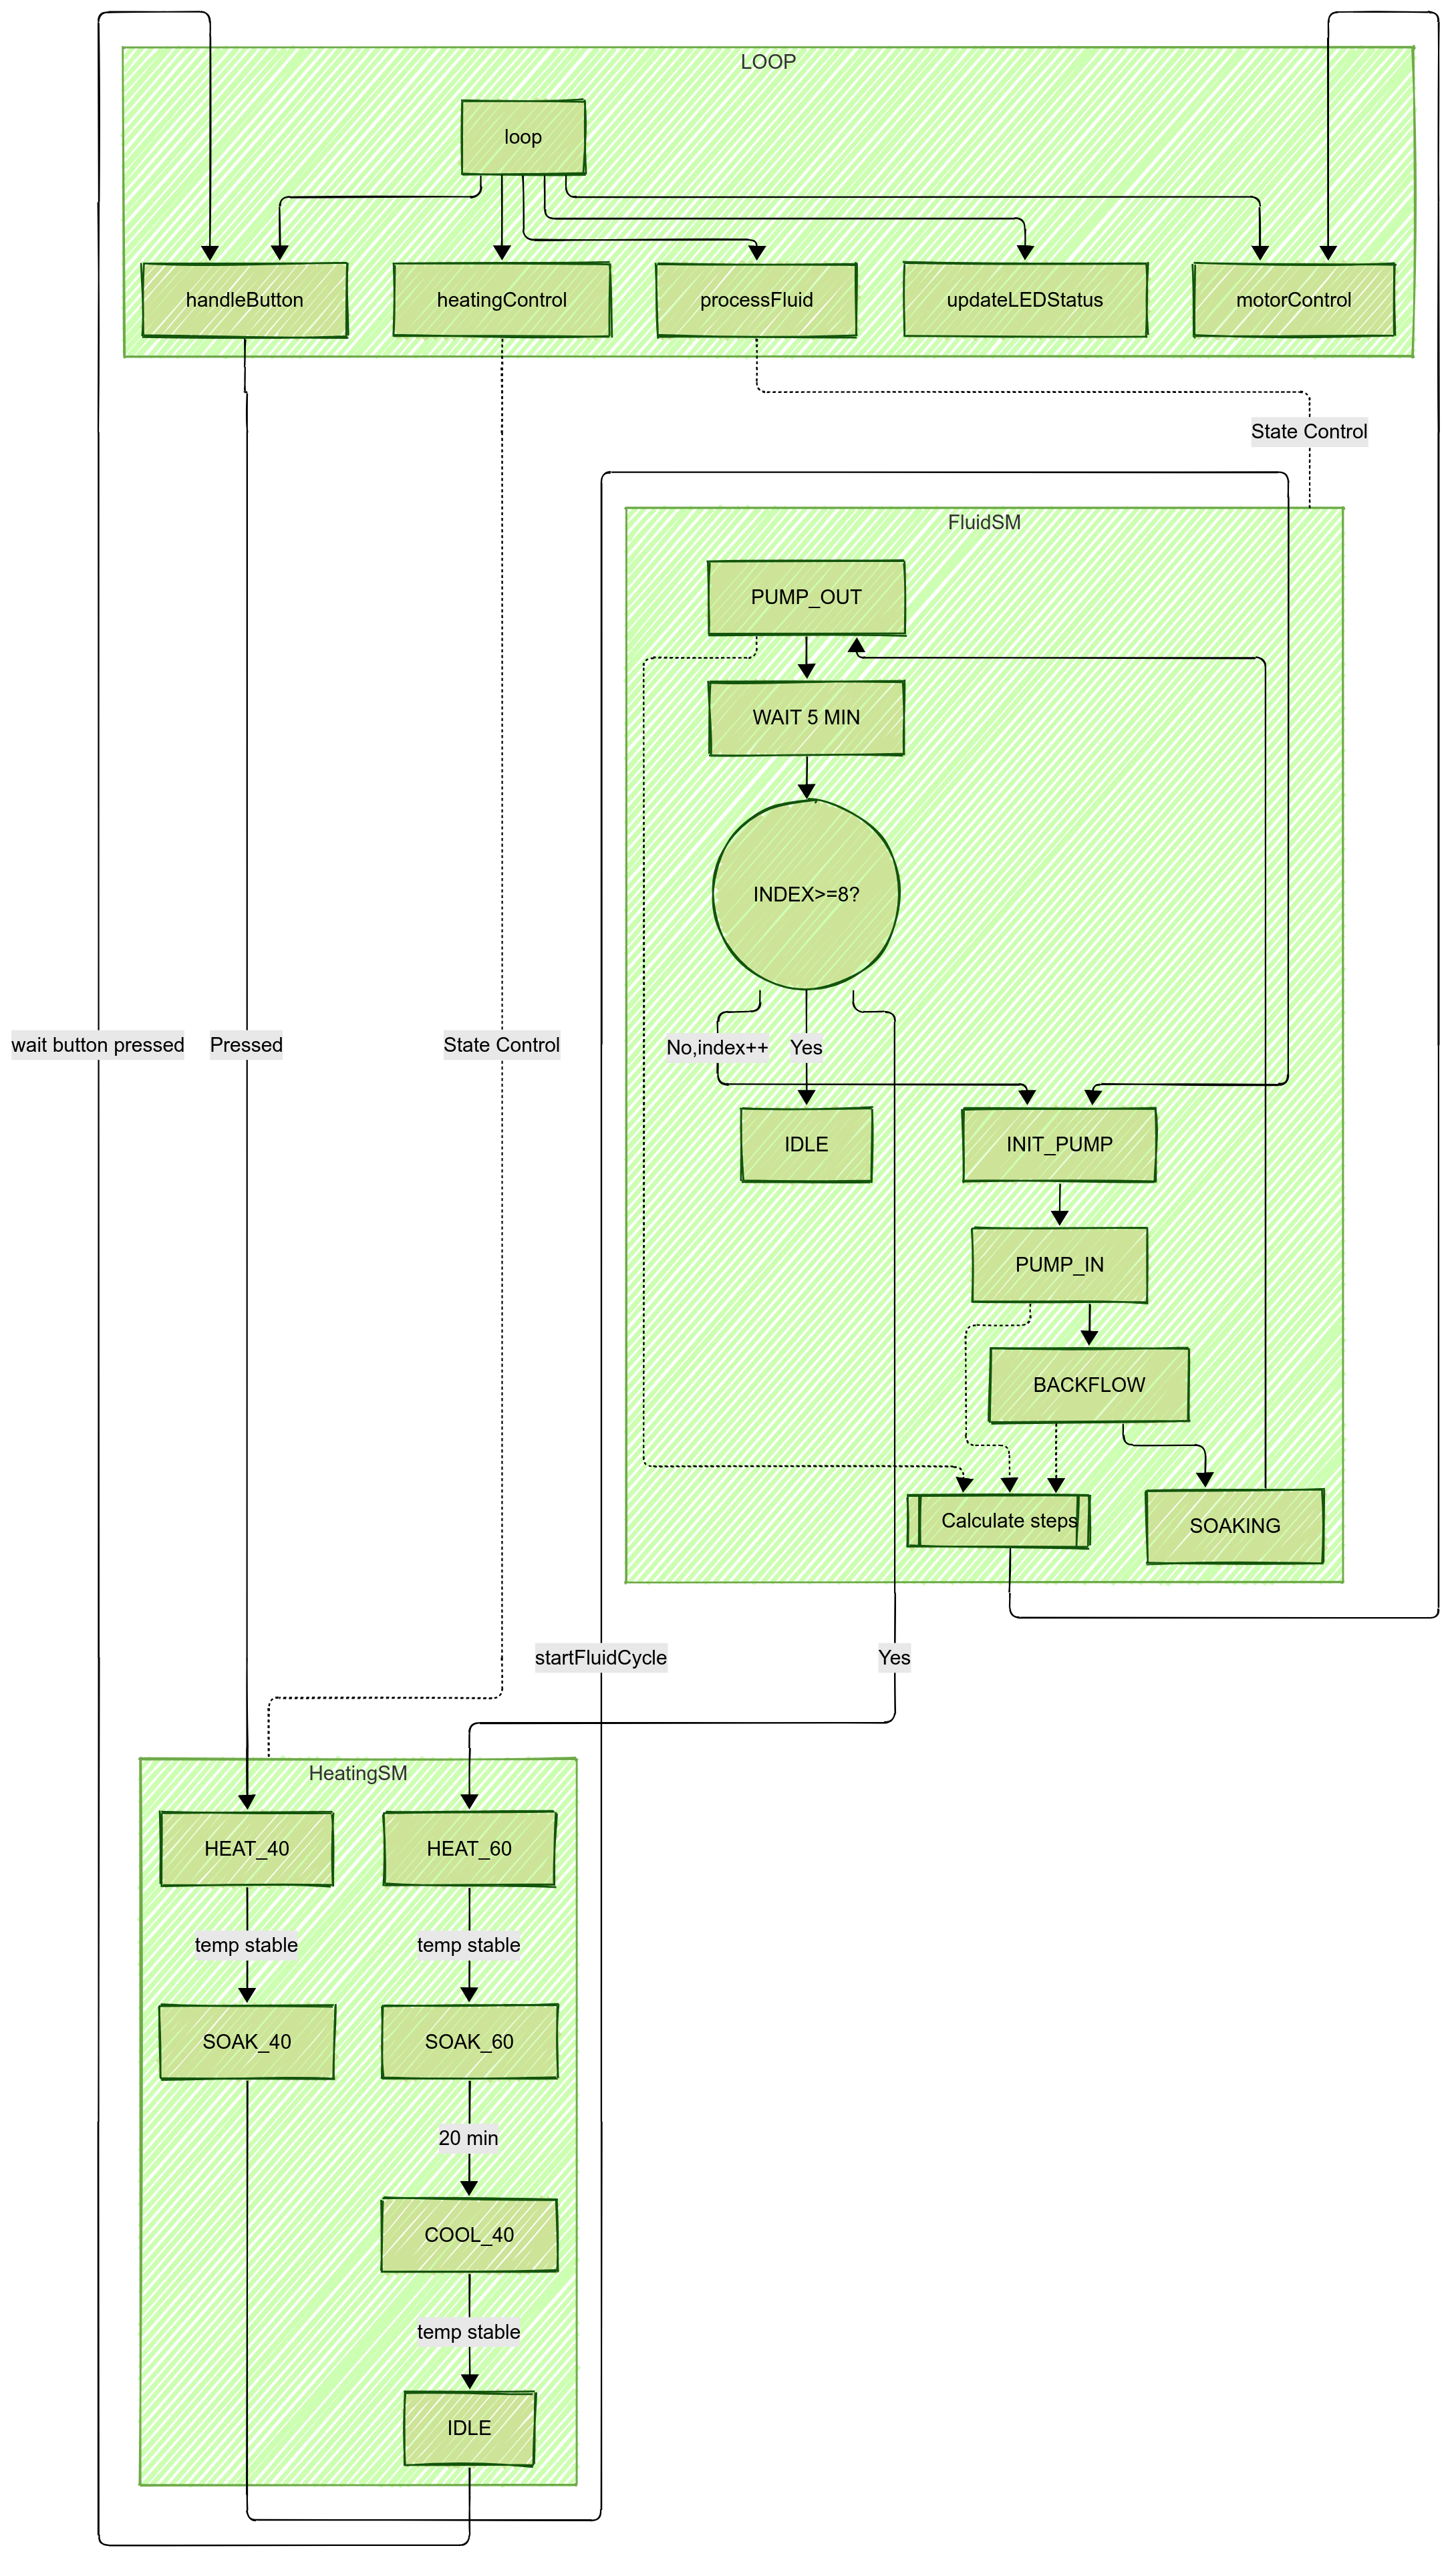 LOOP
loop
handleButton
heatingControl
processFluid
updateLEDStatus
motorControl
State Control
FluidSM
PUMP_OUT
WAIT 5 MIN
INDEX>=8?
wait button pressed
Pressed
State Control
No,index++
Yes
IDLE
INIT_PUMP
PUMP_IN
BACKFLOW
Calculate steps
SOAKING
startFluidCycle
Yes
HeatingSM
HEAT_40
HEAT_60
temp stable
temp stable
SOAK_40
SOAK_60
20 min
COOL_40
temp stable
IDLE